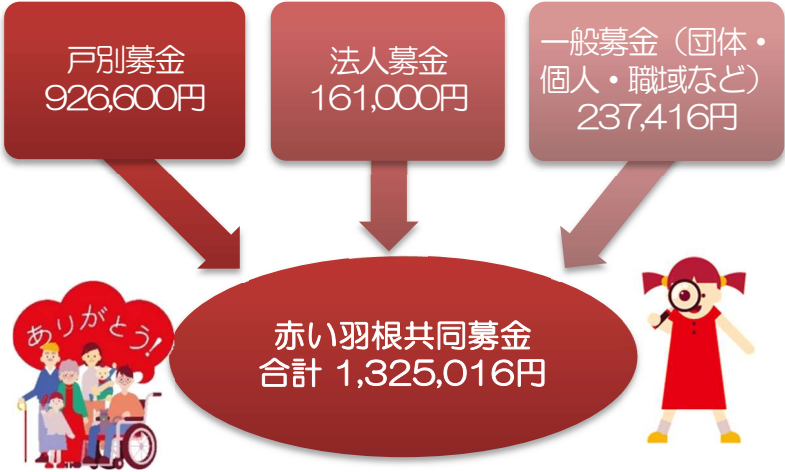 戸別募金
926,600円
法人募金
161,000円
一般募金（団体・
個人・職域など）
237,416円
ありがとう!
赤い羽根共同募金
合計 1,325,016円